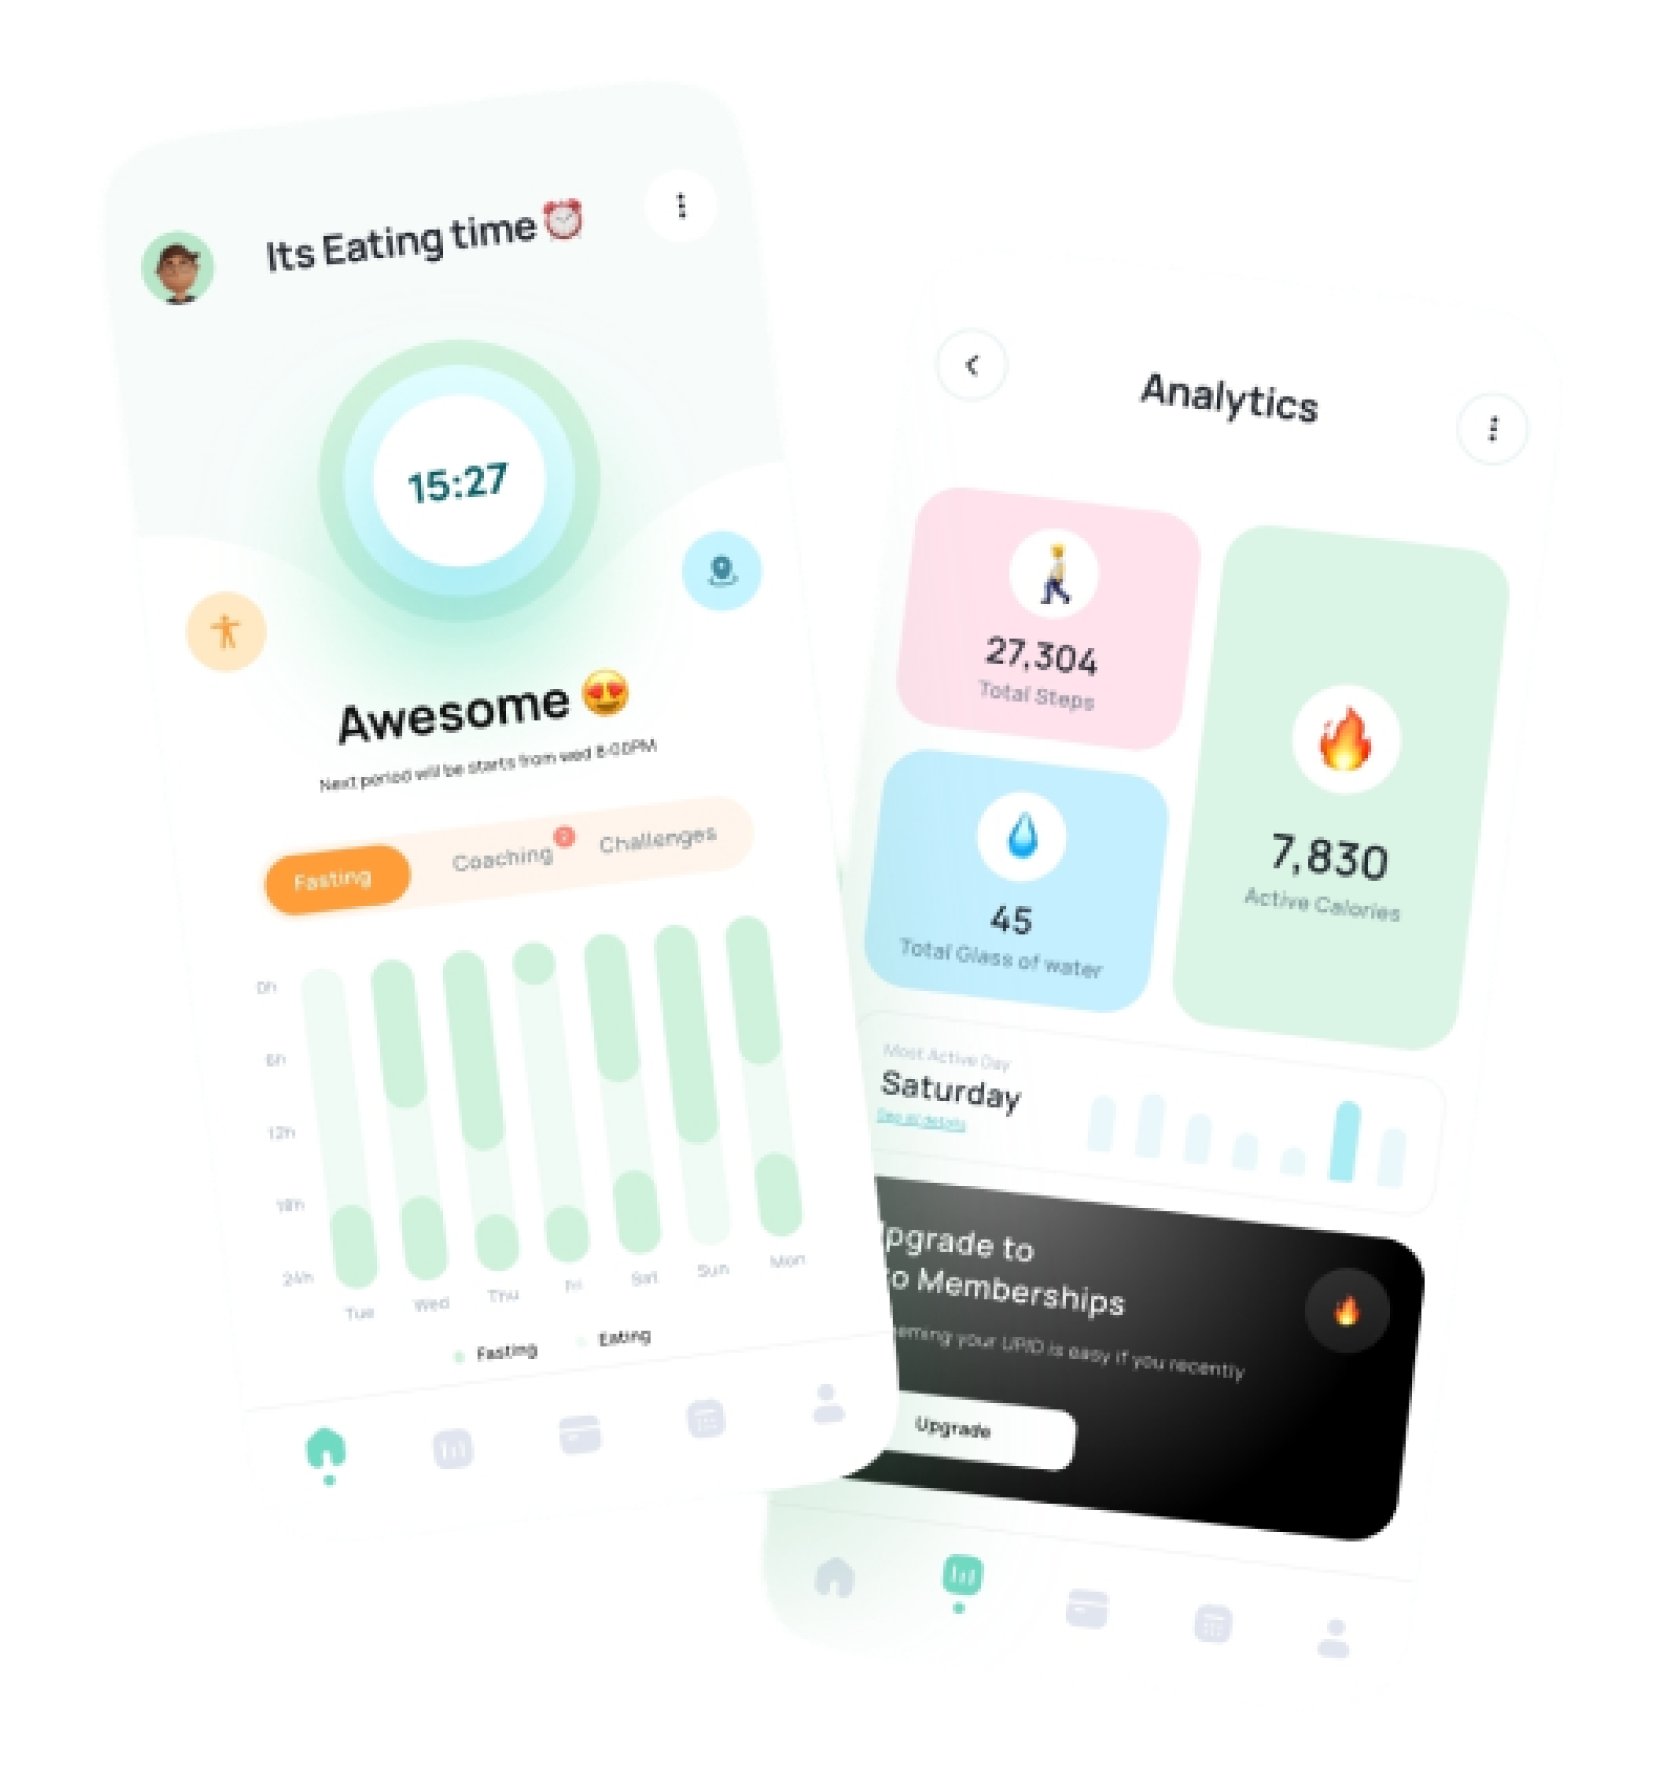 Its Eating time
15:27
Awesome
Next period will be starts from wed 8:00PM
Fasting
Coaching
Challenges
0h
6h
12h
18h
24h
Tue
Wed
Thu
Fri
Sat
Sun
Mon
Fasting
Eating
Analytics
27,304
Total Steps
7,830
Active Calories
45
Total Glass of water
Most Active Day
Saturday
See all details
pgrade to
o Memberships
eming your UPID is easy if you recently
Upgrade